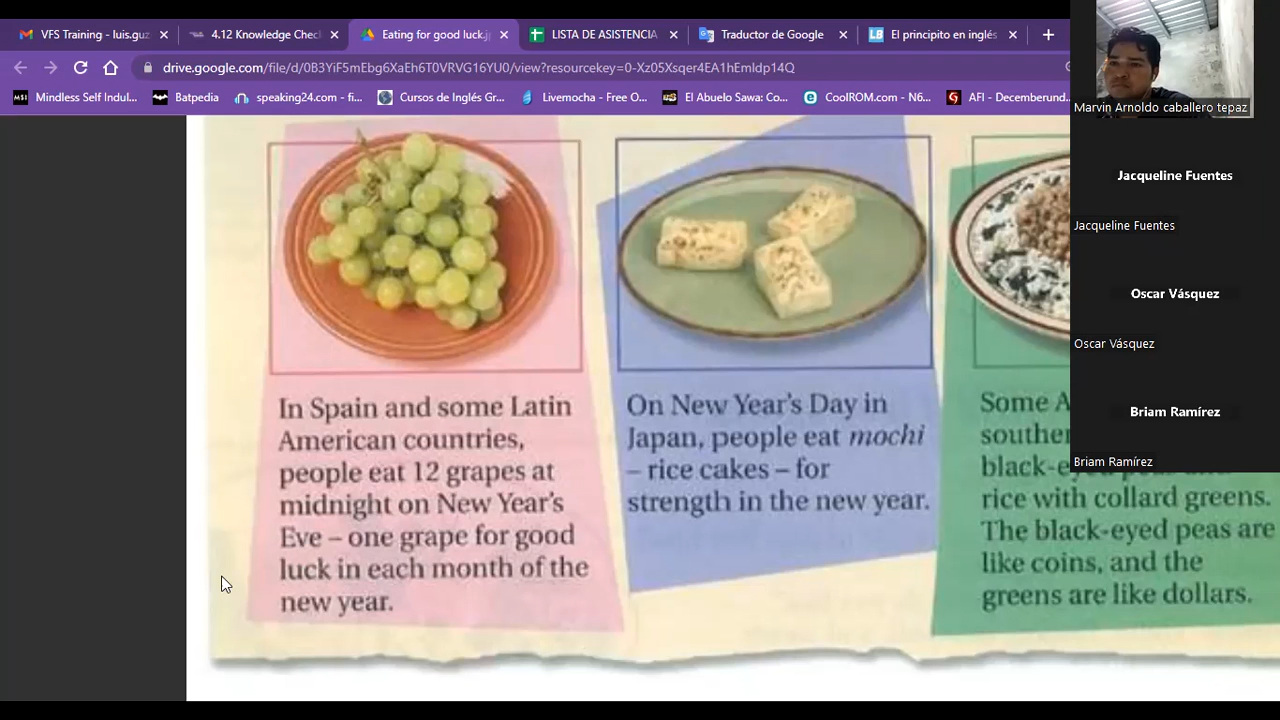 VFS Training - luis.guz
4.12 Knowledge Chec
Eating for good luck.j
LISTA DE ASISTENCIA
Traductor de Google
El principito en inglés
drive.google.com/file/d/0B3YiF5mEbg6XaEh6T0VRVG16YU0/view?resourcekey=0-Xz05Xsqer4EA1hEmldp14Q
Mindless Self Indul...
Batpedia
speaking24.com - fi...
Cursos de Inglés Gr...
Livemocha - Free O...
El Abuelo Sawa: Co...
CoolROM.com - N6...
AFI - Decemberund...
Marvin Arnoldo caballero tepaz
Jacqueline Fuentes
Jacqueline Fuentes
Oscar Vásquez
Oscar Vásquez
Briam Ramírez
Briam Ramírez
In Spain and some Latin
American countries,
people eat 12 grapes at
midnight on New Year's
Eve – one grape for good
luck in each month of the
new year.
On New Year's Day in
Japan, people eat mochi
– rice cakes – for
strength in the new year.
Some A
souther
black-e
rice with collard greens.
The black-eyed peas are
like coins, and the
greens are like dollars.